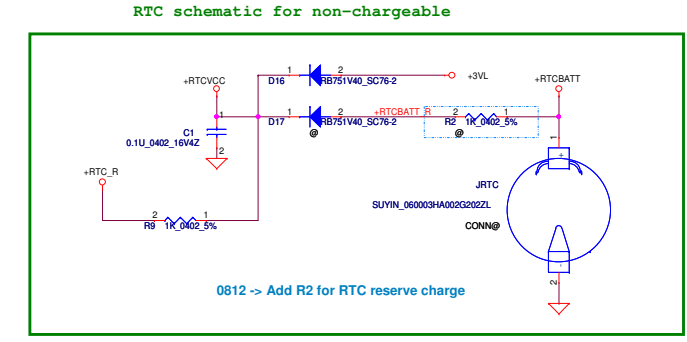 RTC schematic for non-chargeable
1 2
D16 RB751V40_SC76-2
+3VL
+RTCVCC
+RTCBATT
1 2
D17 RB751V40_SC76-2
@
+RTCBATT_R
2 1
R2 1K_0402_5%
@
1
C1
0.1U_0402_16V4Z
2
+RTC_R
2 1
R9 1K_0402_5%
1
+
JRTC
SUYIN_060003HA002G202ZL
CONN@
-
2
0812 -> Add R2 for RTC reserve charge